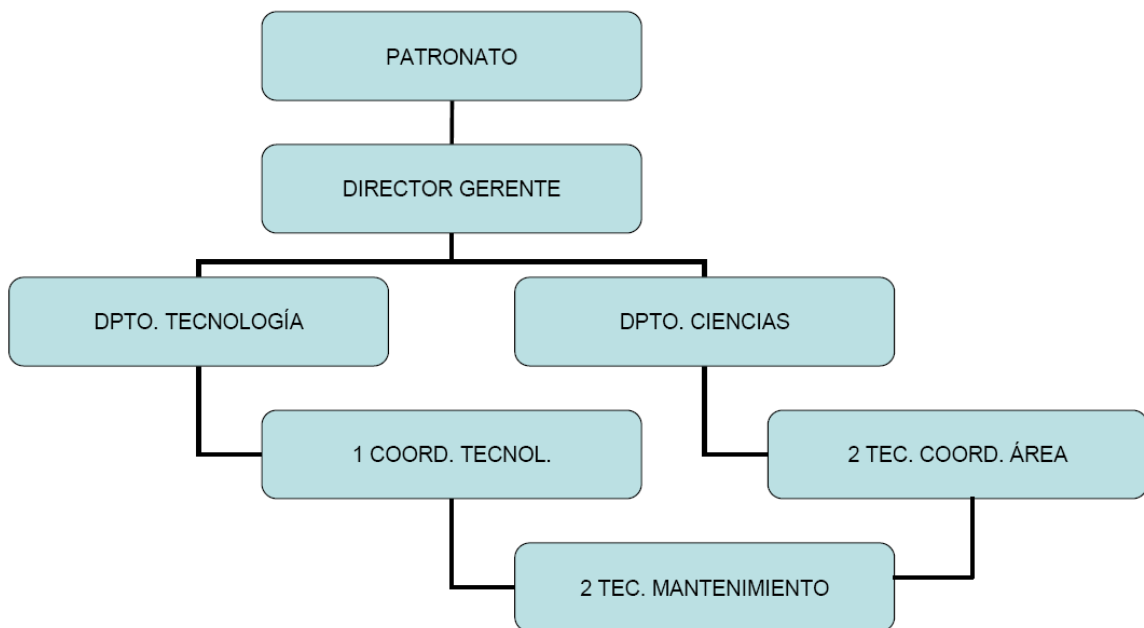 PATRONATO
DIRECTOR GERENTE
DPTO. TECNOLOGÍA
DPTO. CIENCIAS
1 COORD. TECNOL.
2 TEC. COORD. ÁREA
2 TEC. MANTENIMIENTO